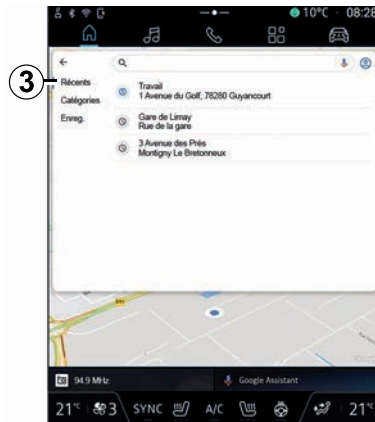 10°C 08:28
3
Récents
Catégories
Enreg.
Travail
1 Avenue du Golf, 78280 Guyancourt
Gare de Limay
Rue de la gare
3 Avenue des Prés
Montigny Le Bretonneux
94.9 MHz
Google Assistant
21°C 3 SYNC A/C 21°C